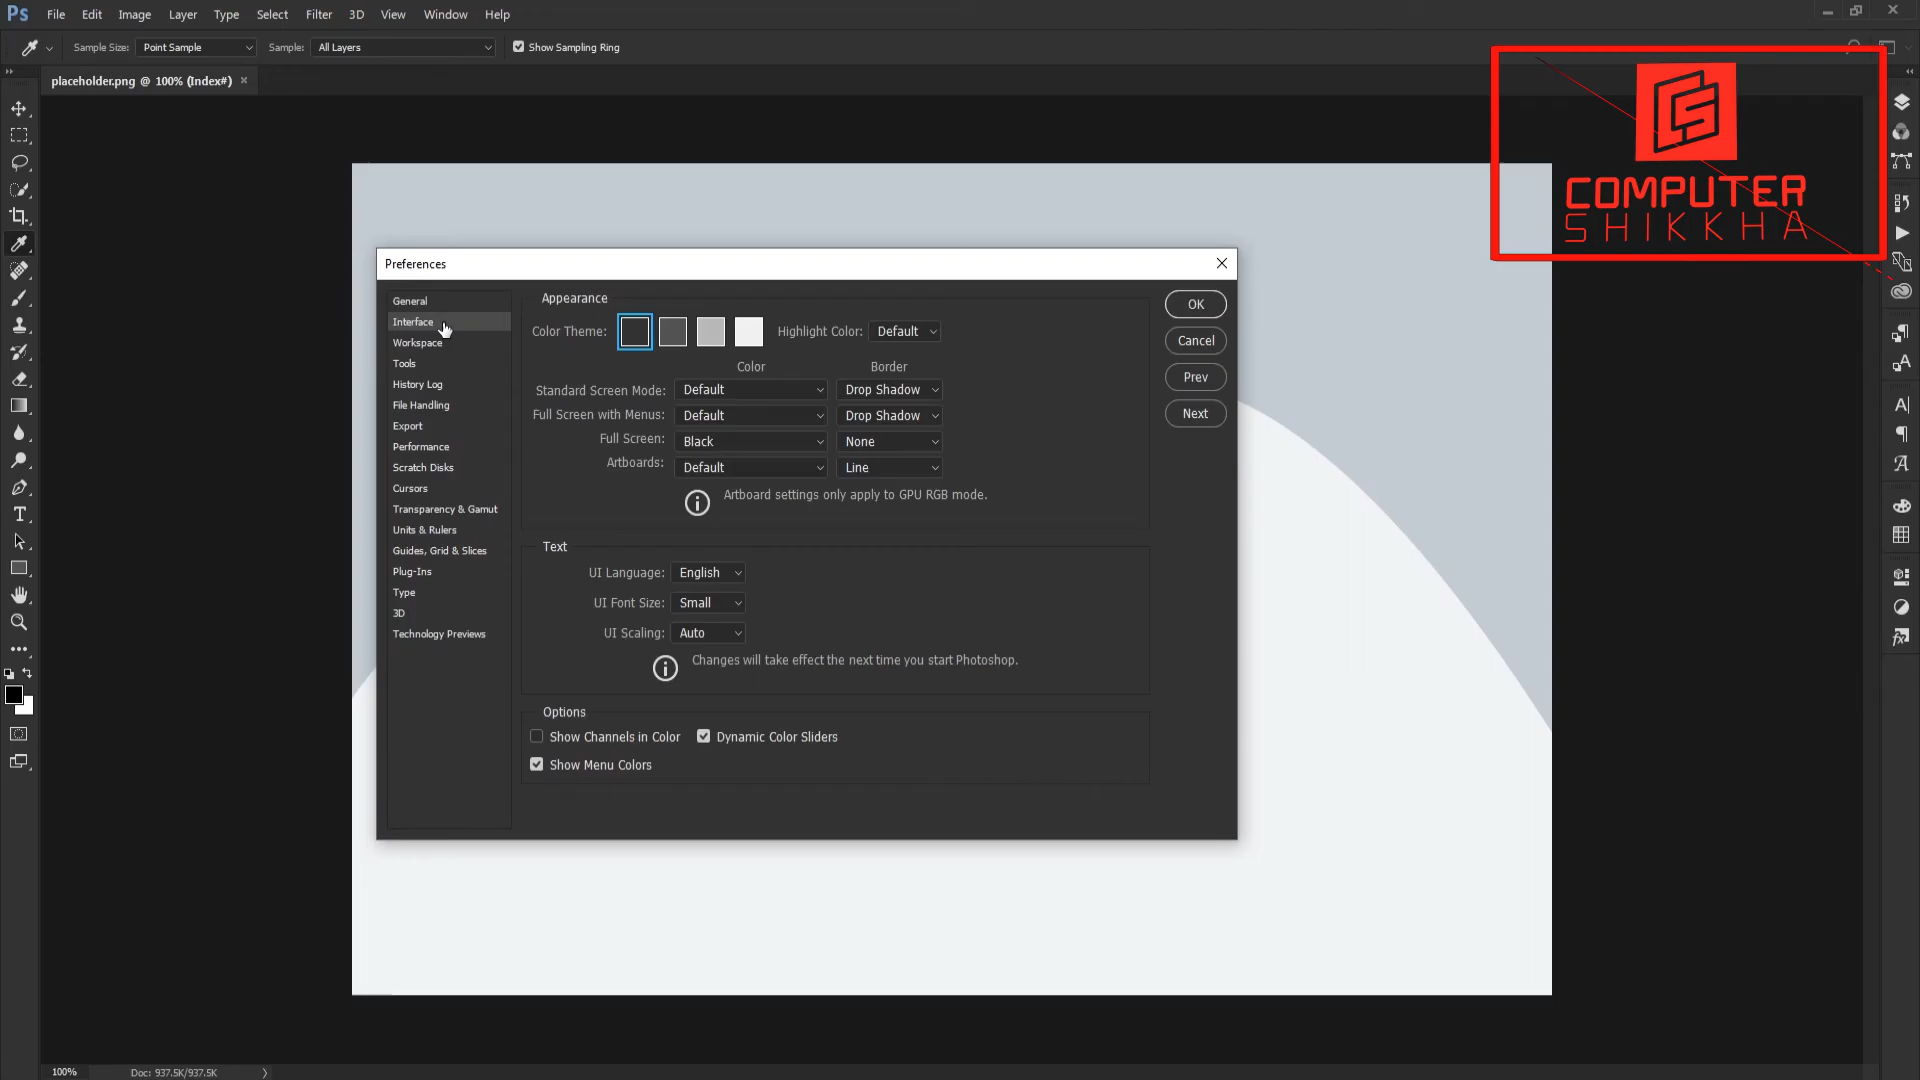 Ps File Edit Image Layer Type Select Filter 3D View Window Help
Sample Size: Point Sample Sample: All Layers Show Sampling Ring
placeholder.png @ 100% (Index#) ×
COMPUTER
SHIKKHA
Preferences
General
Interface
Workspace
Tools
History Log
File Handling
Export
Performance
Scratch Disks
Cursors
Transparency & Gamut
Units & Rulers
Guides, Grid & Slices
Plug-Ins
Type
3D
Technology Previews
Appearance
Color Theme: Highlight Color: Default
Color Border
Standard Screen Mode: Default Drop Shadow
Full Screen with Menus: Default Drop Shadow
Full Screen: Black None
Artboards: Default Line
Artboard settings only apply to GPU RGB mode.
Text
UI Language: English
UI Font Size: Small
UI Scaling: Auto
Changes will take effect the next time you start Photoshop.
Options
Show Channels in Color Dynamic Color Sliders
Show Menu Colors
OK
Cancel
Prev
Next
100% Doc: 937.5K/937.5K